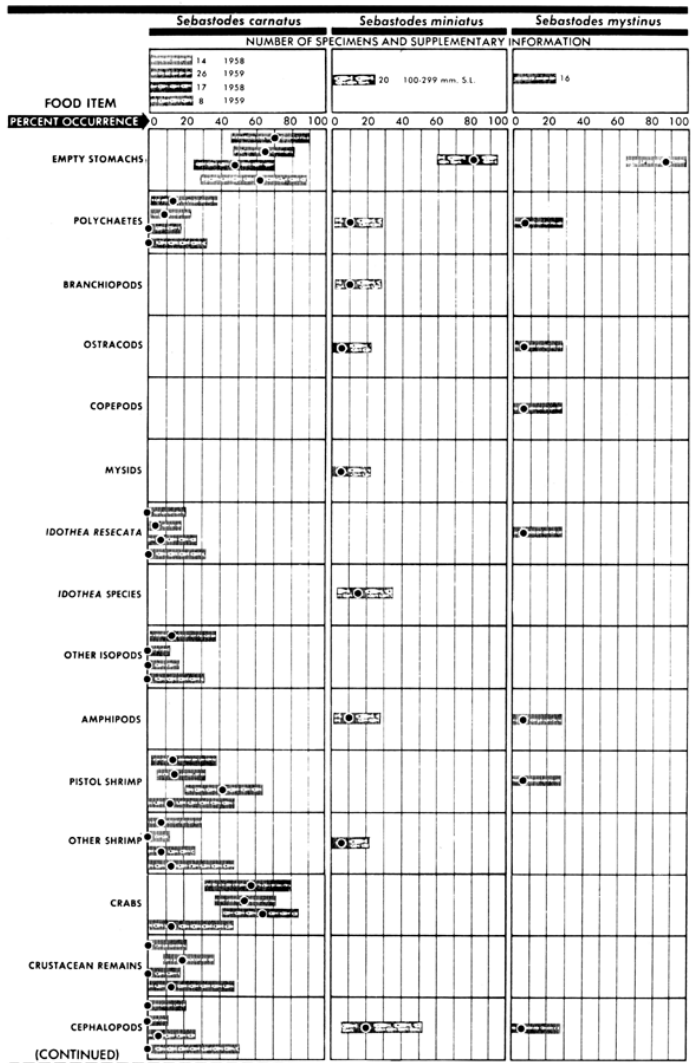 Sebastodes carnatus Sebastodes miniatus Sebastodes mystinus
NUMBER OF SPECIMENS AND SUPPLEMENTARY INFORMATION
14 1958
26 1959
17 1958
8 1959
20 100-299 mm. S.L.
16
FOOD ITEM
PERCENT OCCURRENCE
0 20 40 60 80 100 0 20 40 60 80 100 0 20 40 60 80 100
EMPTY STOMACHS
POLYCHAETES
BRANCHIOPODS
OSTRACODS
COPEPODS
MYSIDS
IDOTHEA RESECATA
IDOTHEA SPECIES
OTHER ISOPODS
AMPHIPODS
PISTOL SHRIMP
OTHER SHRIMP
CRABS
CRUSTACEAN REMAINS
CEPHALOPODS
(CONTINUED)